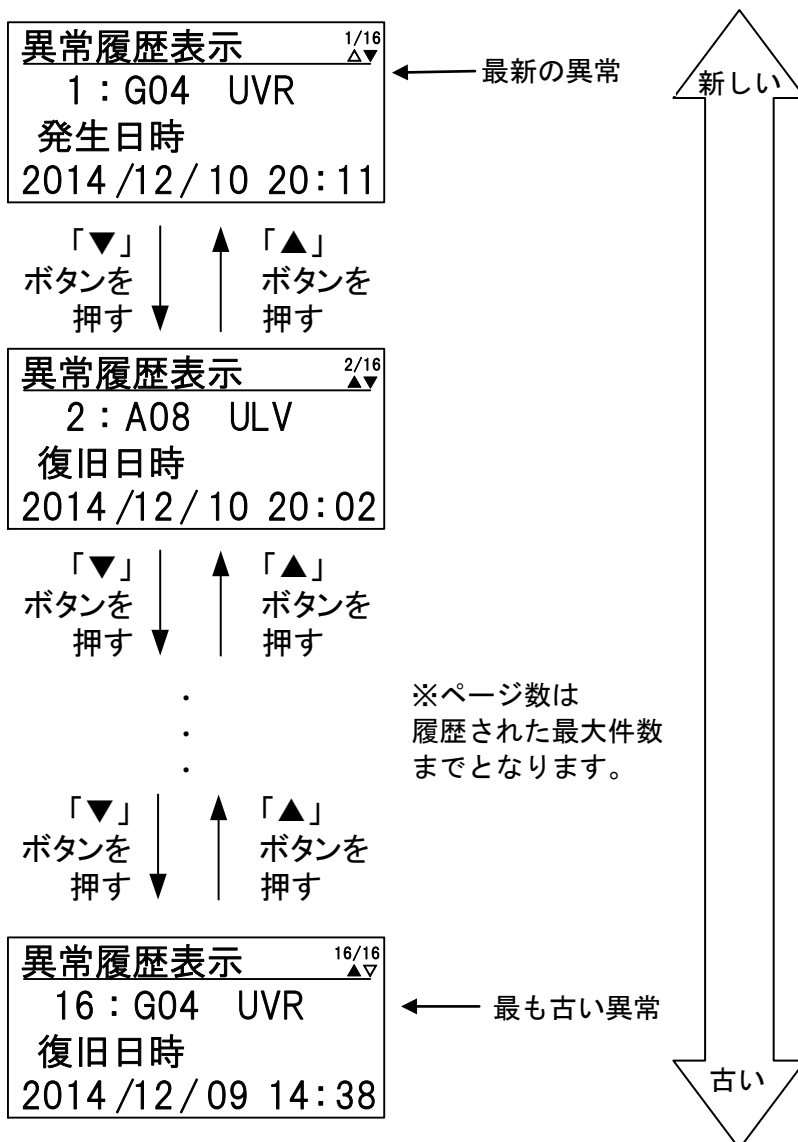 異常履歴表示 1/16
△▼
1：G04 UVR
発生日時
2014/12/10 20:11
最新の異常
新しい
「▼」
ボタンを
押す
「▲」
ボタンを
押す
異常履歴表示 2/16
▲▼
2：A08 ULV
復旧日時
2014/12/10 20:02
「▼」
ボタンを
押す
「▲」
ボタンを
押す
・
・
・
※ページ数は
履歴された最大件数
までとなります。
「▼」
ボタンを
押す
「▲」
ボタンを
押す
異常履歴表示 16/16
▲▽
16：G04 UVR
復旧日時
2014/12/09 14:38
最も古い異常
古い